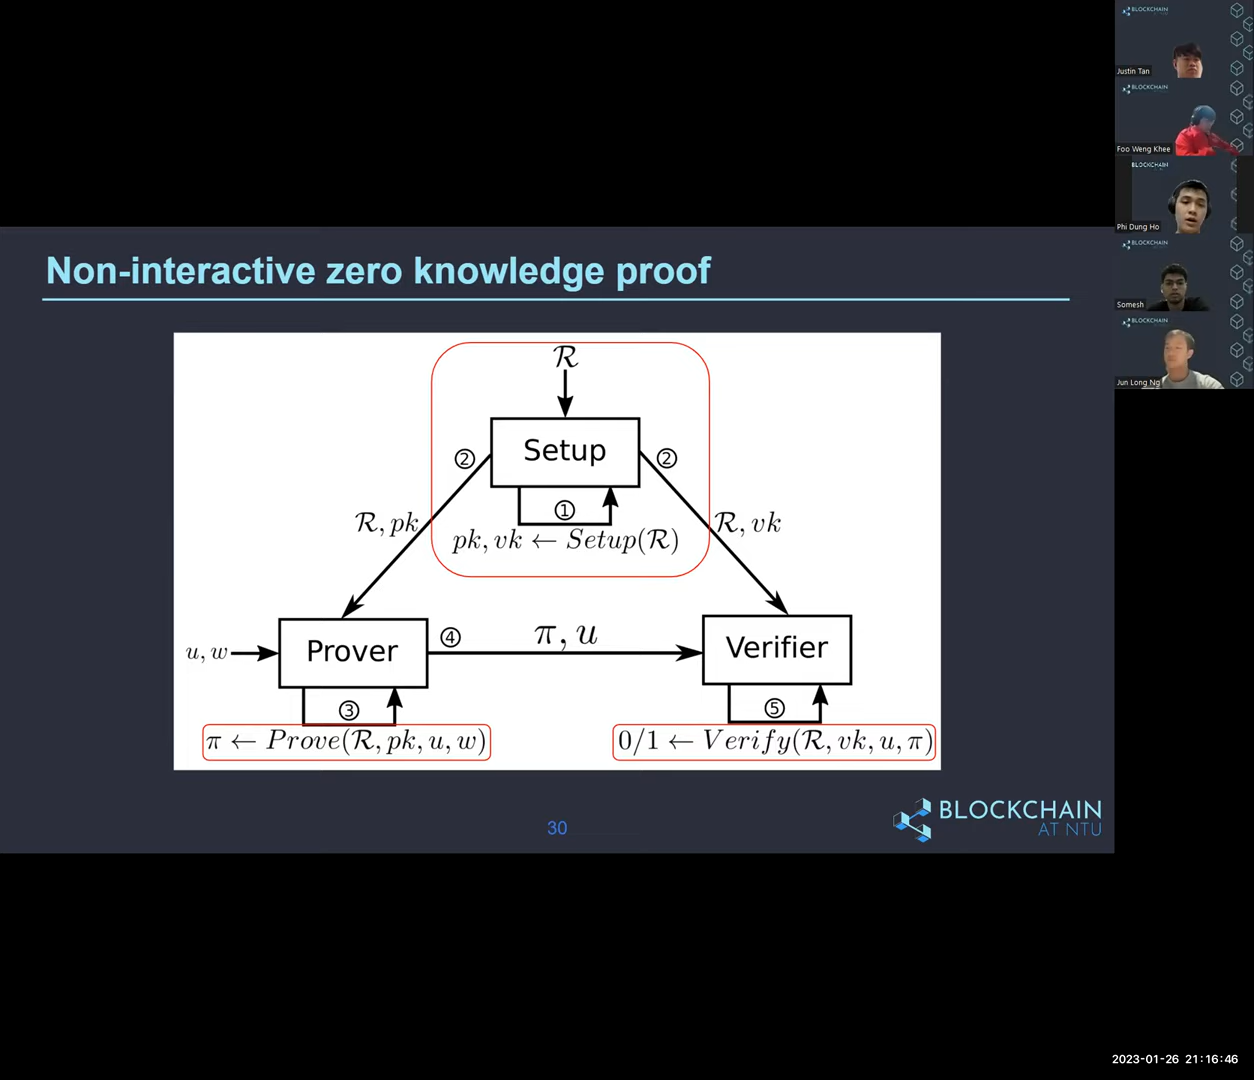 BLOCKCHAIN
Justin Tan
BLOCKCHAIN
Foo Weng Khee
BLOCKCHAIN
Phi Dung Ho
BLOCKCHAIN
Somesh
BLOCKCHAIN
Jun Long Ng
Non-interactive zero knowledge proof
ℛ
Setup
② ②
①
ℛ, pk ℛ, vk
pk, vk ← Setup(ℛ)
④ π, u
u, w Prover Verifier
③ ⑤
π ← Prove(ℛ, pk, u, w) 0/1 ← Verify(ℛ, vk, u, π)
BLOCKCHAIN
AT NTU
30
2023-01-26 21:16:46